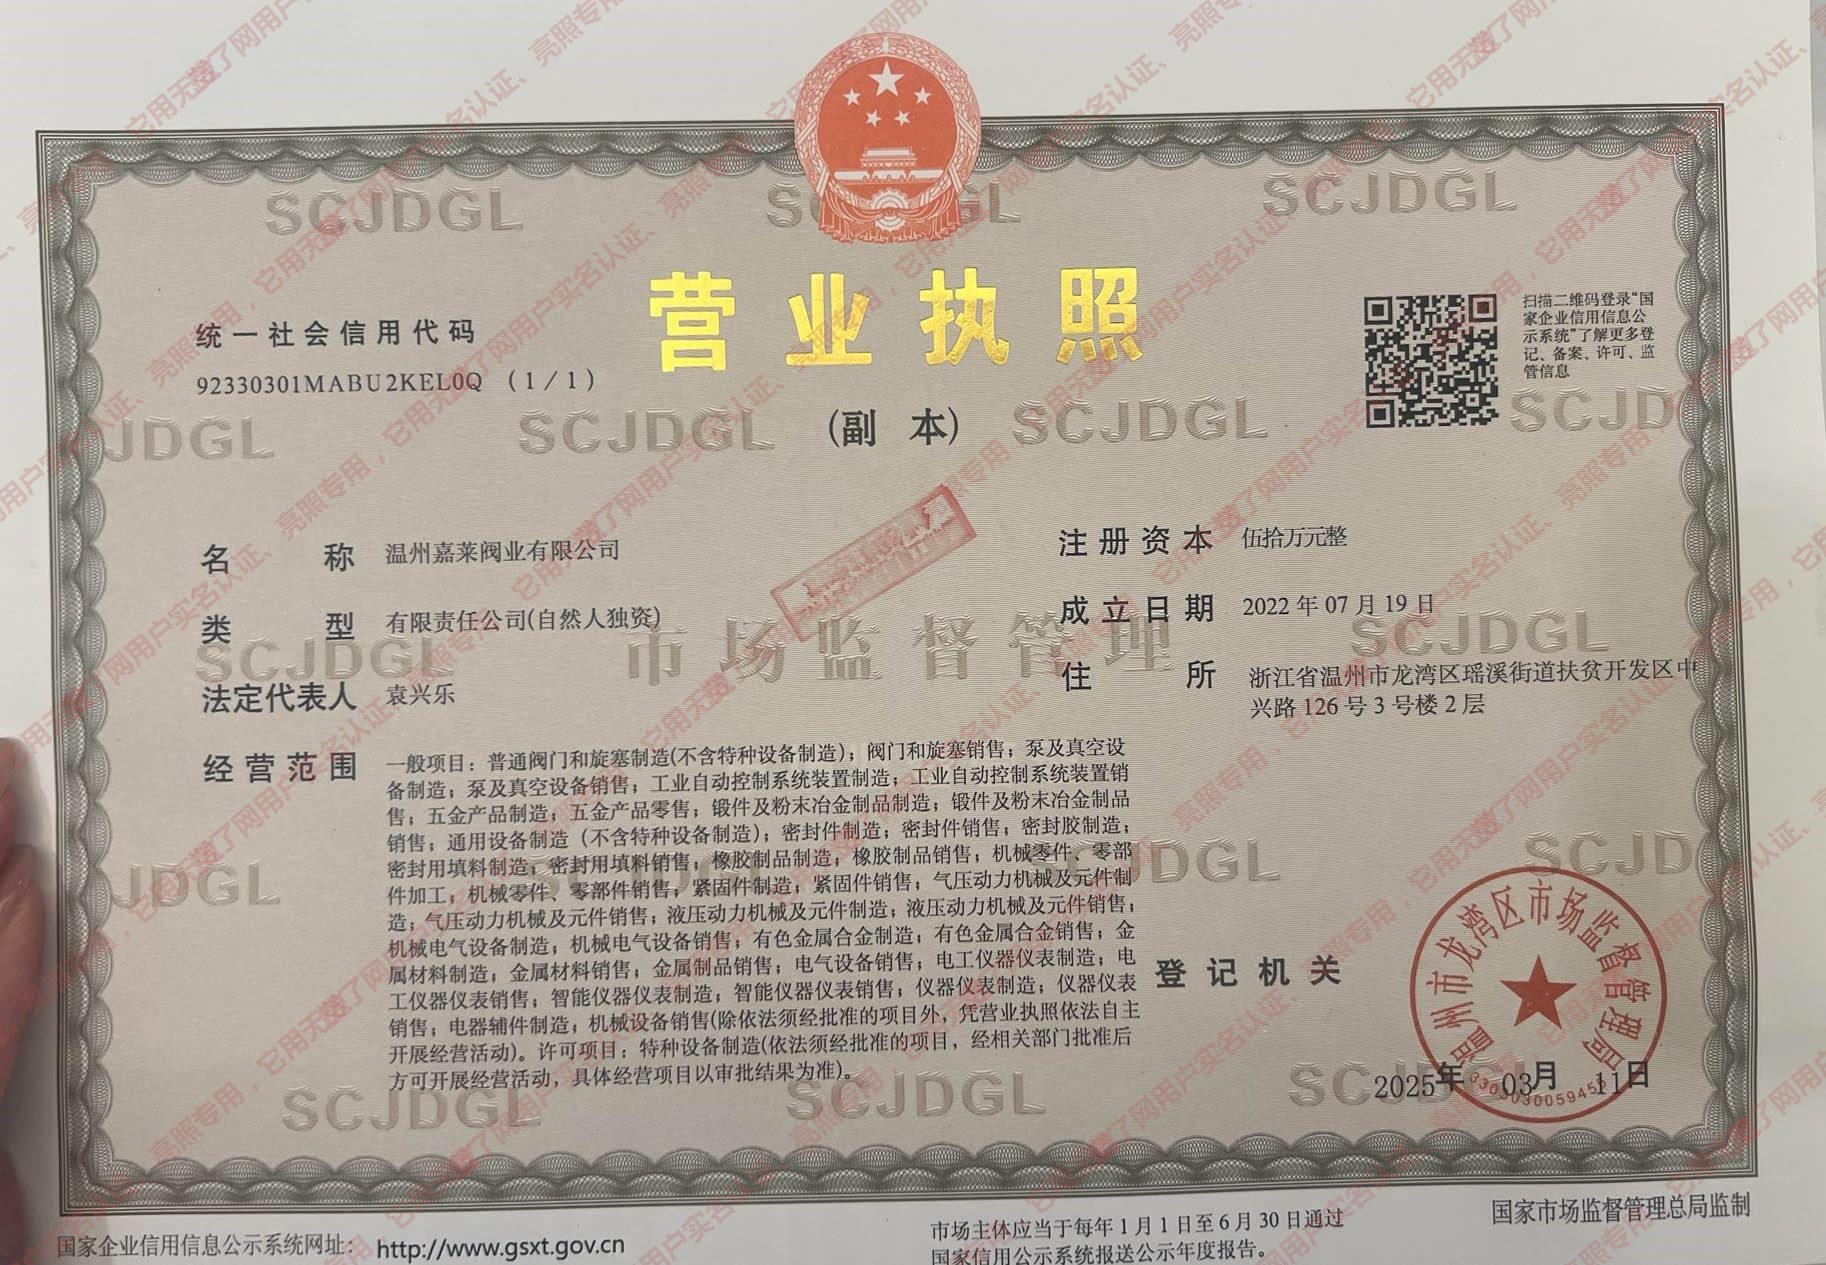 营业执照
(副 本)
统一社会信用代码
92330301MABU2KEL0Q (1/1)
扫描二维码登录“国
家企业信用信息公
示系统”了解更多登
记、备案、许可、监
管信息
名 称 温州嘉莱阀业有限公司
类 型 有限责任公司(自然人独资)
法定代表人 袁兴乐
经营范围 一般项目：普通阀门和旋塞制造(不含特种设备制造)；阀门和旋塞销售；泵及真空设
备制造；泵及真空设备销售；工业自动控制系统装置制造；工业自动控制系统装置销
售；五金产品制造；五金产品零售；锻件及粉末冶金制品制造；锻件及粉末冶金制品
销售；通用设备制造（不含特种设备制造）；密封件制造；密封件销售；密封胶制造；
密封用填料制造；密封用填料销售；橡胶制品制造；橡胶制品销售；机械零件、零部
件加工；机械零件、零部件销售；紧固件制造；紧固件销售；气压动力机械及元件制
造；气压动力机械及元件销售；液压动力机械及元件制造；液压动力机械及元件销售；
机械电气设备制造；机械电气设备销售；有色金属合金制造；有色金属合金销售；金
属材料制造；金属材料销售；金属制品销售；电气设备销售；电工仪器仪表制造；电
工仪器仪表销售；智能仪器仪表制造；智能仪器仪表销售；仪器仪表制造；仪器仪表
销售；电器辅件制造；机械设备销售(除依法须经批准的项目外，凭营业执照依法自主
开展经营活动)。许可项目：特种设备制造(依法须经批准的项目，经相关部门批准后
方可开展经营活动，具体经营项目以审批结果为准)。
注册资本 伍拾万元整
成立日期 2022 年 07 月 19 日
住 所 浙江省温州市龙湾区瑶溪街道扶贫开发区中
兴路 126 号 3 号楼 2 层
登记机关
温州市龙湾区市场监督管理局
2025年 03月 11日
SCJDGL
市场监督管理
亮照专用，它用无效
了网用户实名认证、
国家企业信用信息公示系统网址： http://www.gsxt.gov.cn
市场主体应当于每年 1 月 1 日至 6 月 30 日通过
国家信用公示系统报送公示年度报告。
国家市场监督管理总局监制